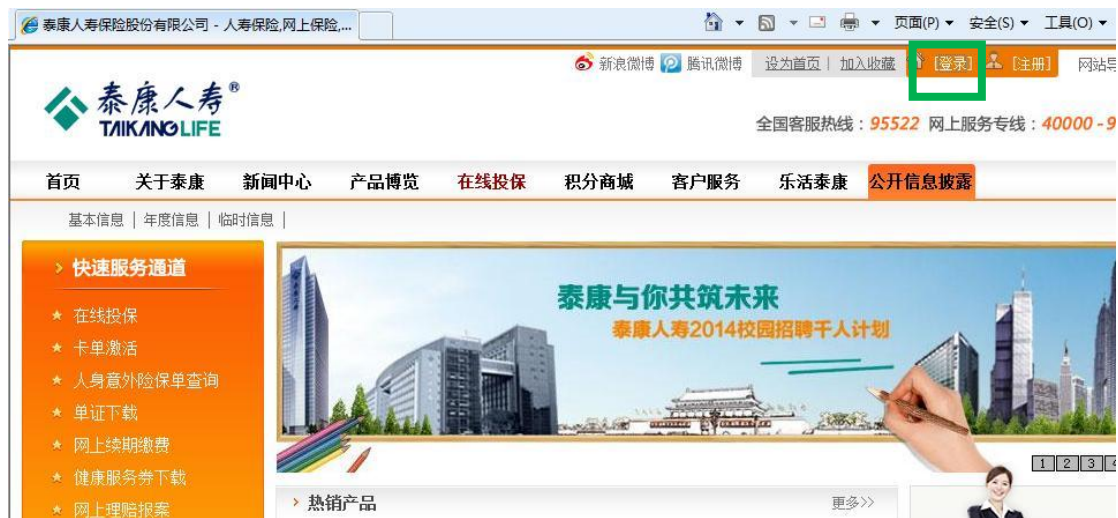 泰康人寿保险股份有限公司 - 人寿保险,网上保险,... 页面(P) 安全(S) 工具(O)
新浪微博 腾讯微博 设为首页 | 加入收藏 [登录] [注册] 网站导
泰康人寿®
TAIKANG LIFE
全国客服热线：95522 网上服务专线：40000 - 9
首页 关于泰康 新闻中心 产品博览 在线投保 积分商城 客户服务 乐活泰康 公开信息披露
基本信息 | 年度信息 | 临时信息 |
快速服务通道
在线投保
卡单激活
人身意外险保单查询
单证下载
网上续期缴费
健康服务券下载
网上理赔报案
泰康与你共筑未来
泰康人寿2014校园招聘千人计划
1 2 3 4
热销产品 更多>>